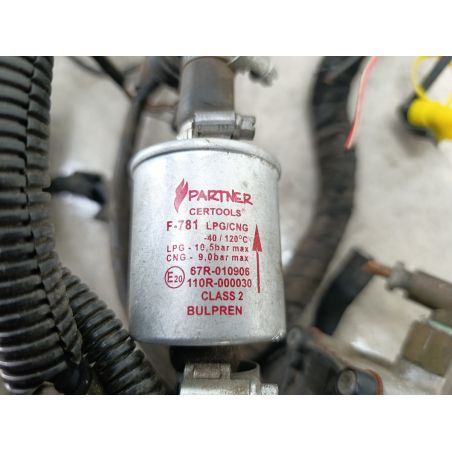 PARTNER
CERTOOLS®
F-781 LPG/CNG
-40/120°C
LPG - 10,5bar max
CNG - 9,0bar max
E20 67R-010906
110R-000030
CLASS 2
BULPREN